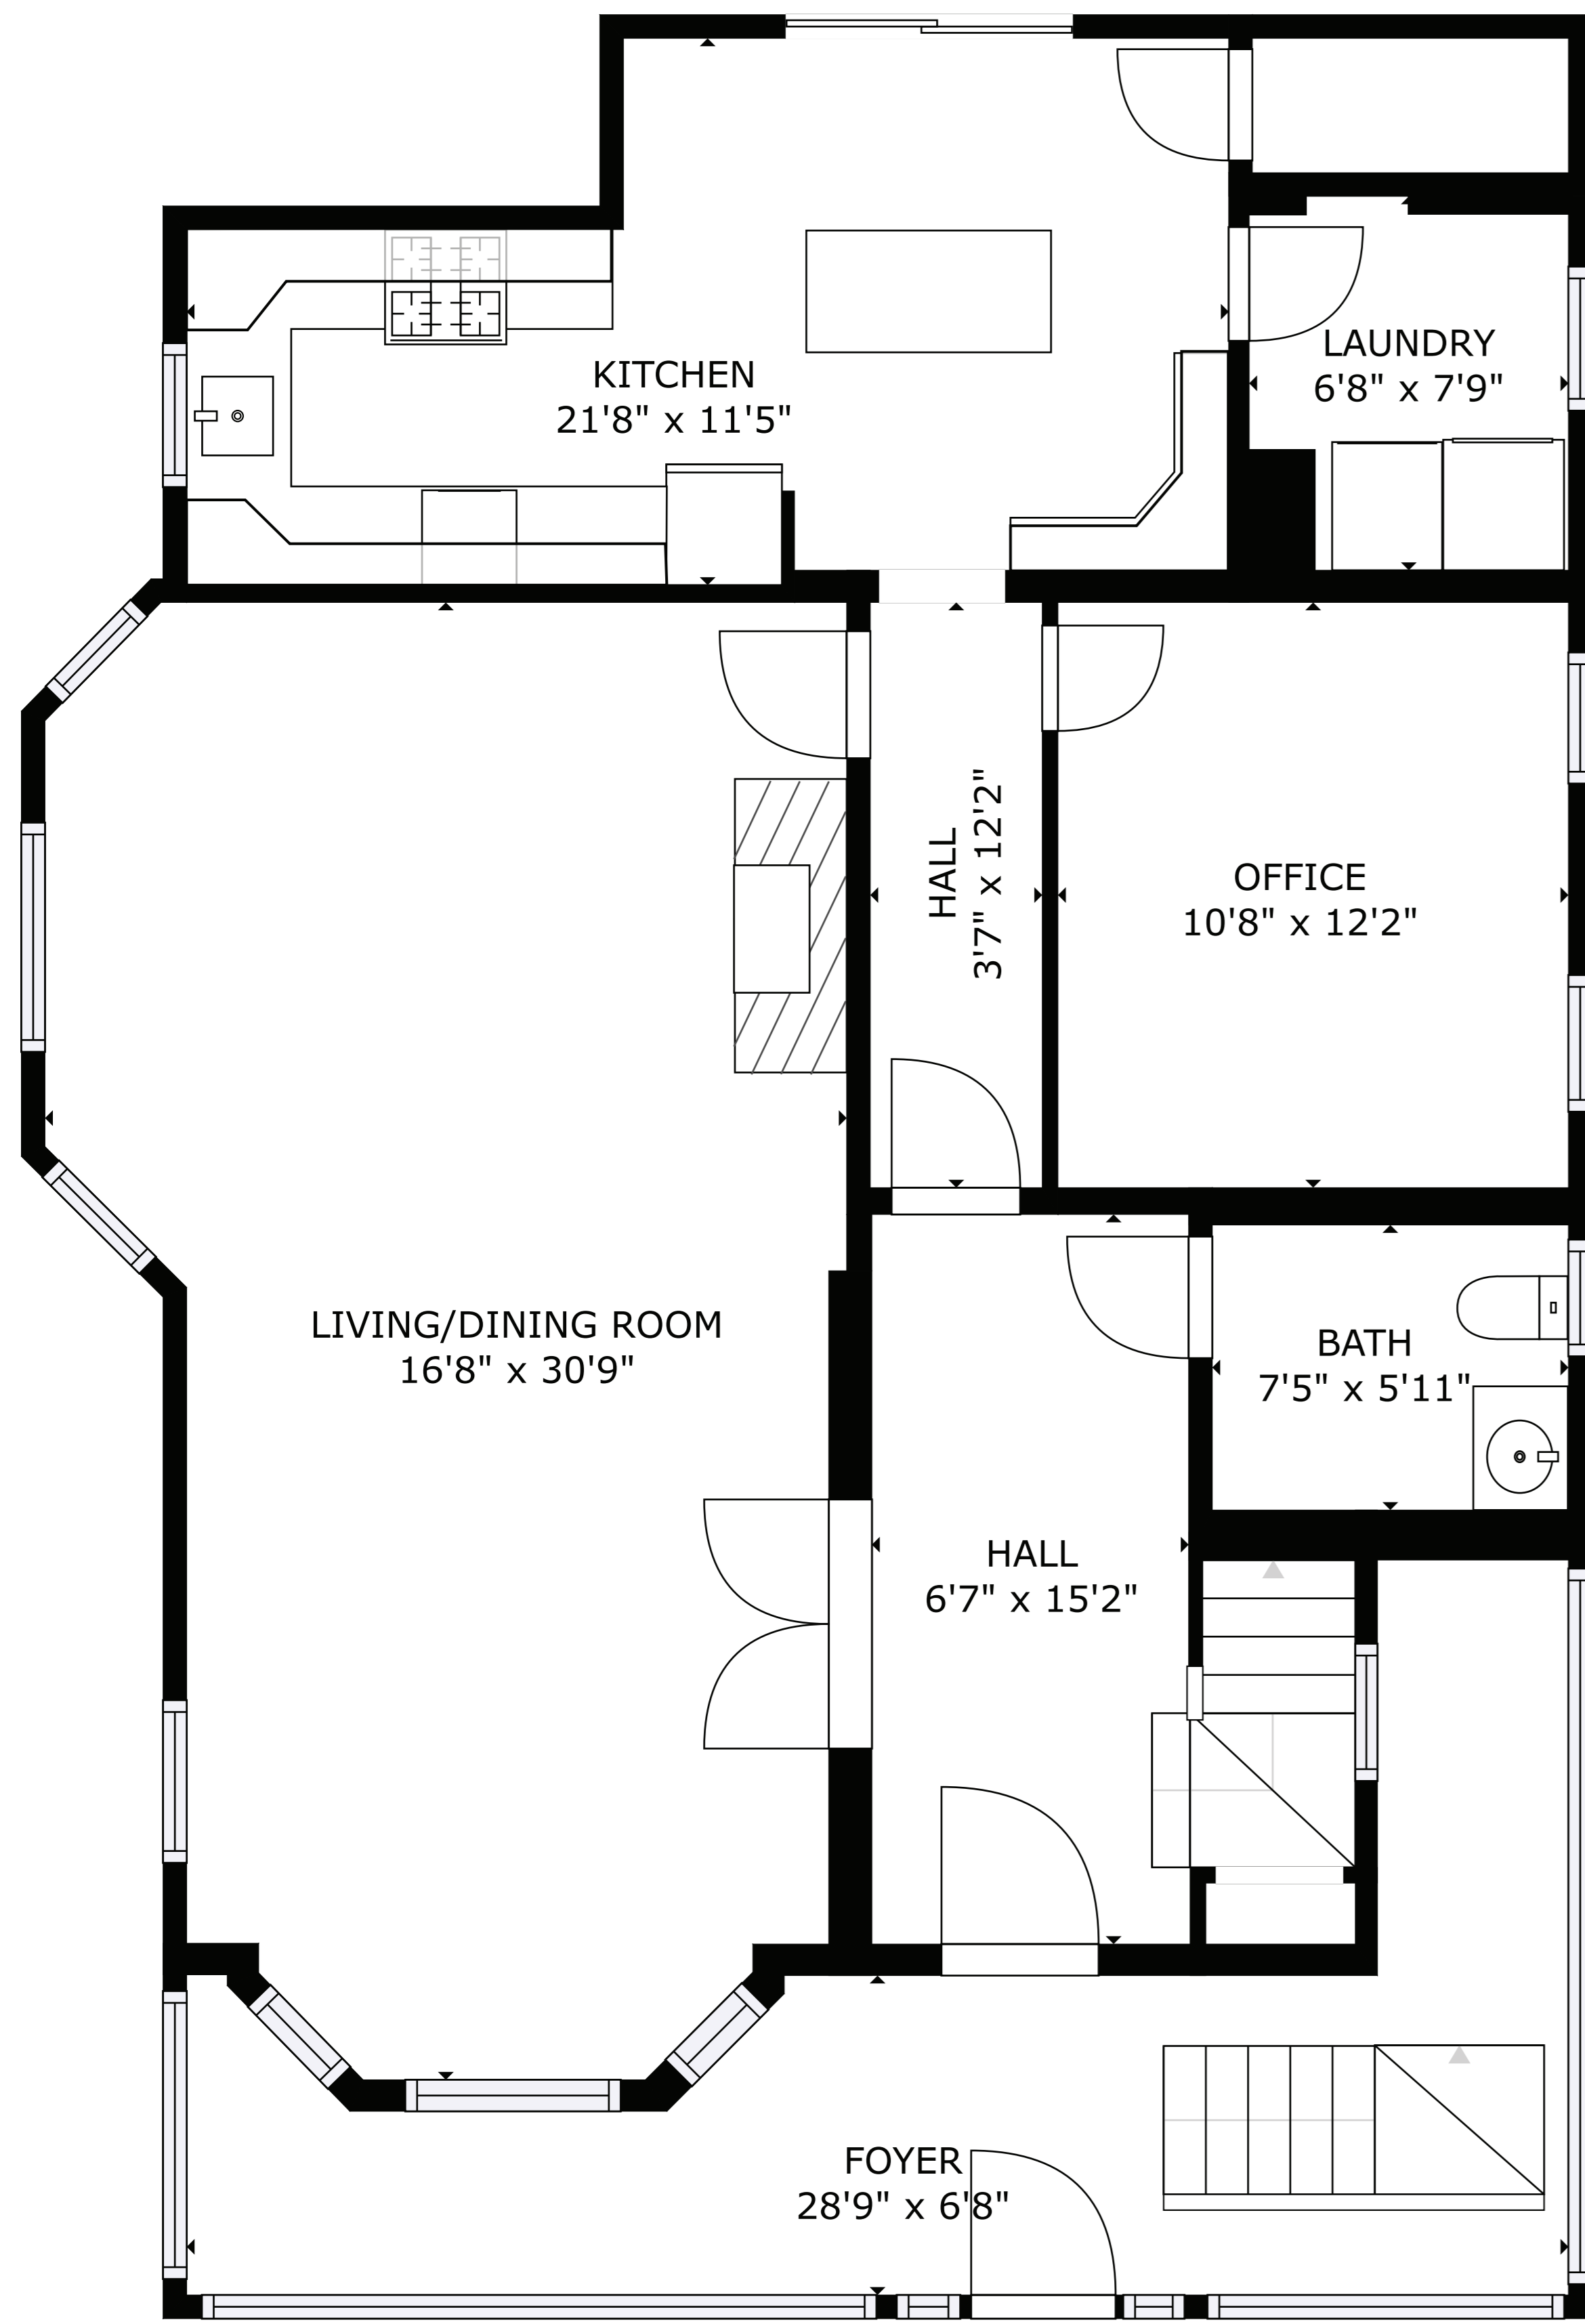 KITCHEN
21'8" x 11'5"
LAUNDRY
6'8" x 7'9"
HALL
3'7" x 12'2"
OFFICE
10'8" x 12'2"
LIVING/DINING ROOM
16'8" x 30'9"
BATH
7'5" x 5'11"
HALL
6'7" x 15'2"
FOYER
28'9" x 6'8"